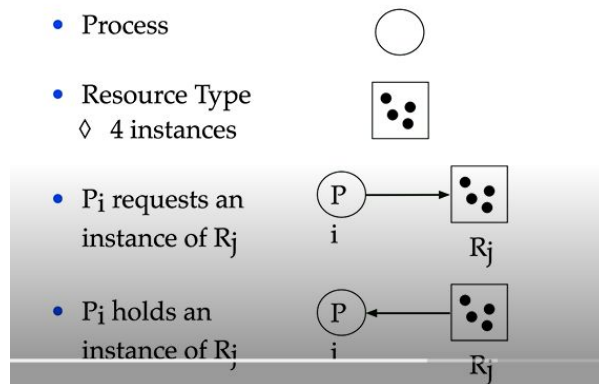 Process
Resource Type
◊ 4 instances
Pi requests an
instance of Rj
P
i
Rj
Pi holds an
instance of Rj
P
i
Rj